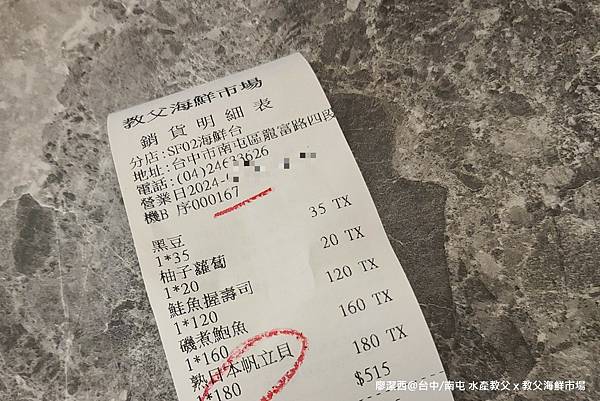 教父海鮮市場
銷貨明細表
分店:SF02海鮮台
地址:台中市南屯區龍富路四段
電話:(04)24633626
營業日2024-
機B 序000167
黑豆
1*35 35 TX
柚子蘿蔔
1*20 20 TX
鮭魚握壽司
1*120 120 TX
磯煮鮑魚
1*160 160 TX
熟日本帆立貝
1*180 180 TX
$515
廖潔西@台中/南屯 水產教父 x 教父海鮮市場